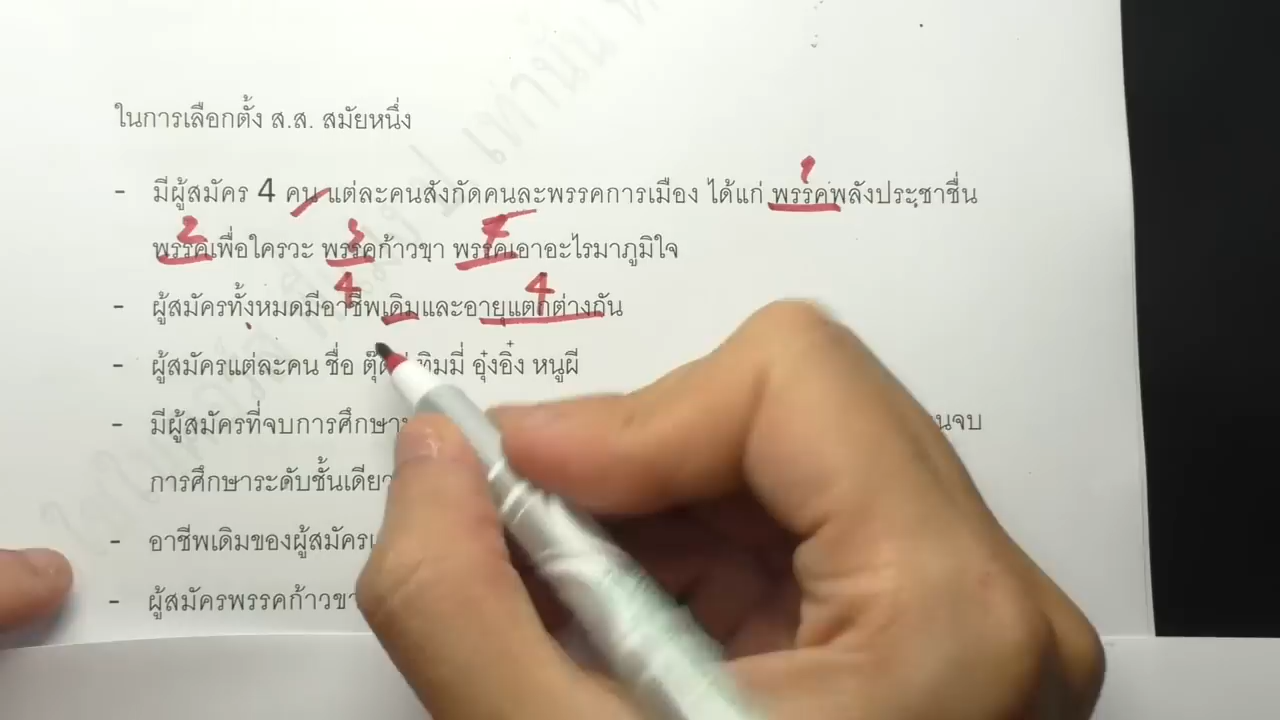 ในการเลือกตั้ง ส.ส. สมัยหนึ่ง
1
- มีผู้สมัคร 4 คน แต่ละคนสังกัดคนละพรรคการเมือง ได้แก่ พรรคพลังประชาชื่น
2 3
พรรคเพื่อใครวะ พรรคก้าวขา พรรคเอาอะไรมาภูมิใจ
4 4
- ผู้สมัครทั้งหมดมีอาชีพเดิมและอายุแตกต่างกัน
- ผู้สมัครแต่ละคน ชื่อ ทิมมี่ อุ๋งอิ๋ง หนูผี
- มีผู้สมัครที่จบการศึกษา จบ
การศึกษาระดับชั้นเดีย
- อาชีพเดิมของผู้สมัคร
- ผู้สมัครพรรคก้าวขา